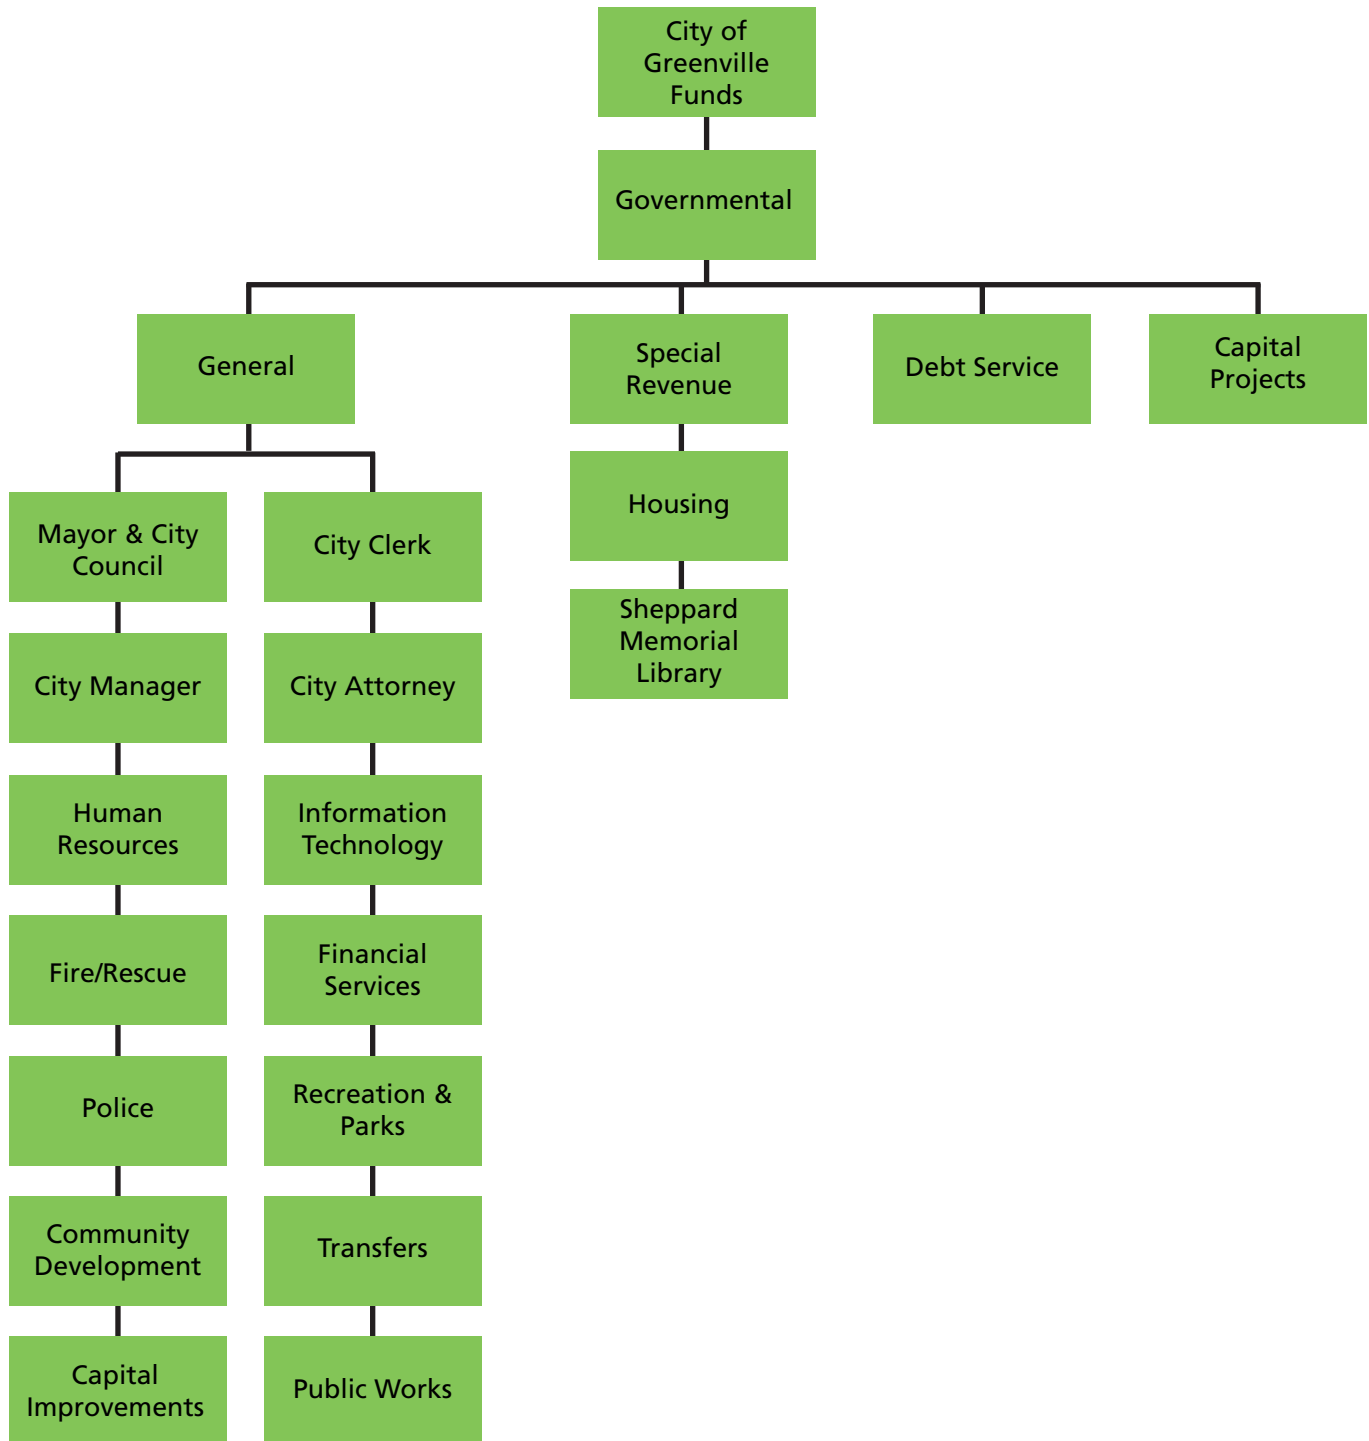 City of
Greenville
Funds
Governmental
General
Special
Revenue
Debt Service
Capital
Projects
Mayor & City
Council
City Clerk
Housing
Sheppard
Memorial
Library
City Manager
City Attorney
Human
Resources
Information
Technology
Fire/Rescue
Financial
Services
Police
Recreation &
Parks
Community
Development
Transfers
Capital
Improvements
Public Works